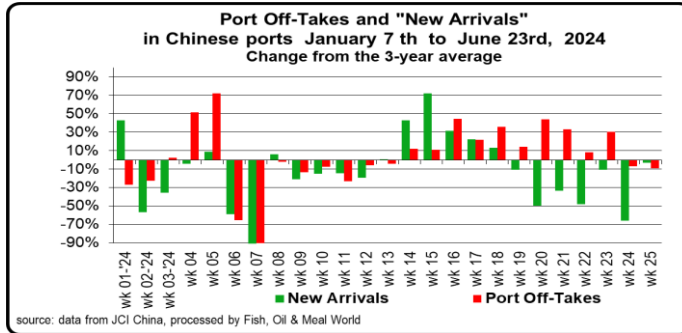 Port Off-Takes and "New Arrivals"
in Chinese ports January 7 th to June 23rd, 2024
Change from the 3-year average
90%
70%
50%
30%
10%
-10%
-30%
-50%
-70%
-90%
wk 01-'24
wk 02-'24
wk 03-'24
wk 04
wk 05
wk 06
wk 07
wk 08
wk 09
wk 10
wk 11
wk 12
wk 13
wk 14
wk 15
wk 16
wk 17
wk 18
wk 19
wk 20
wk 21
wk 22
wk 23
wk 24
wk 25
New Arrivals
Port Off-Takes
source: data from JCI China, processed by Fish, Oil & Meal World